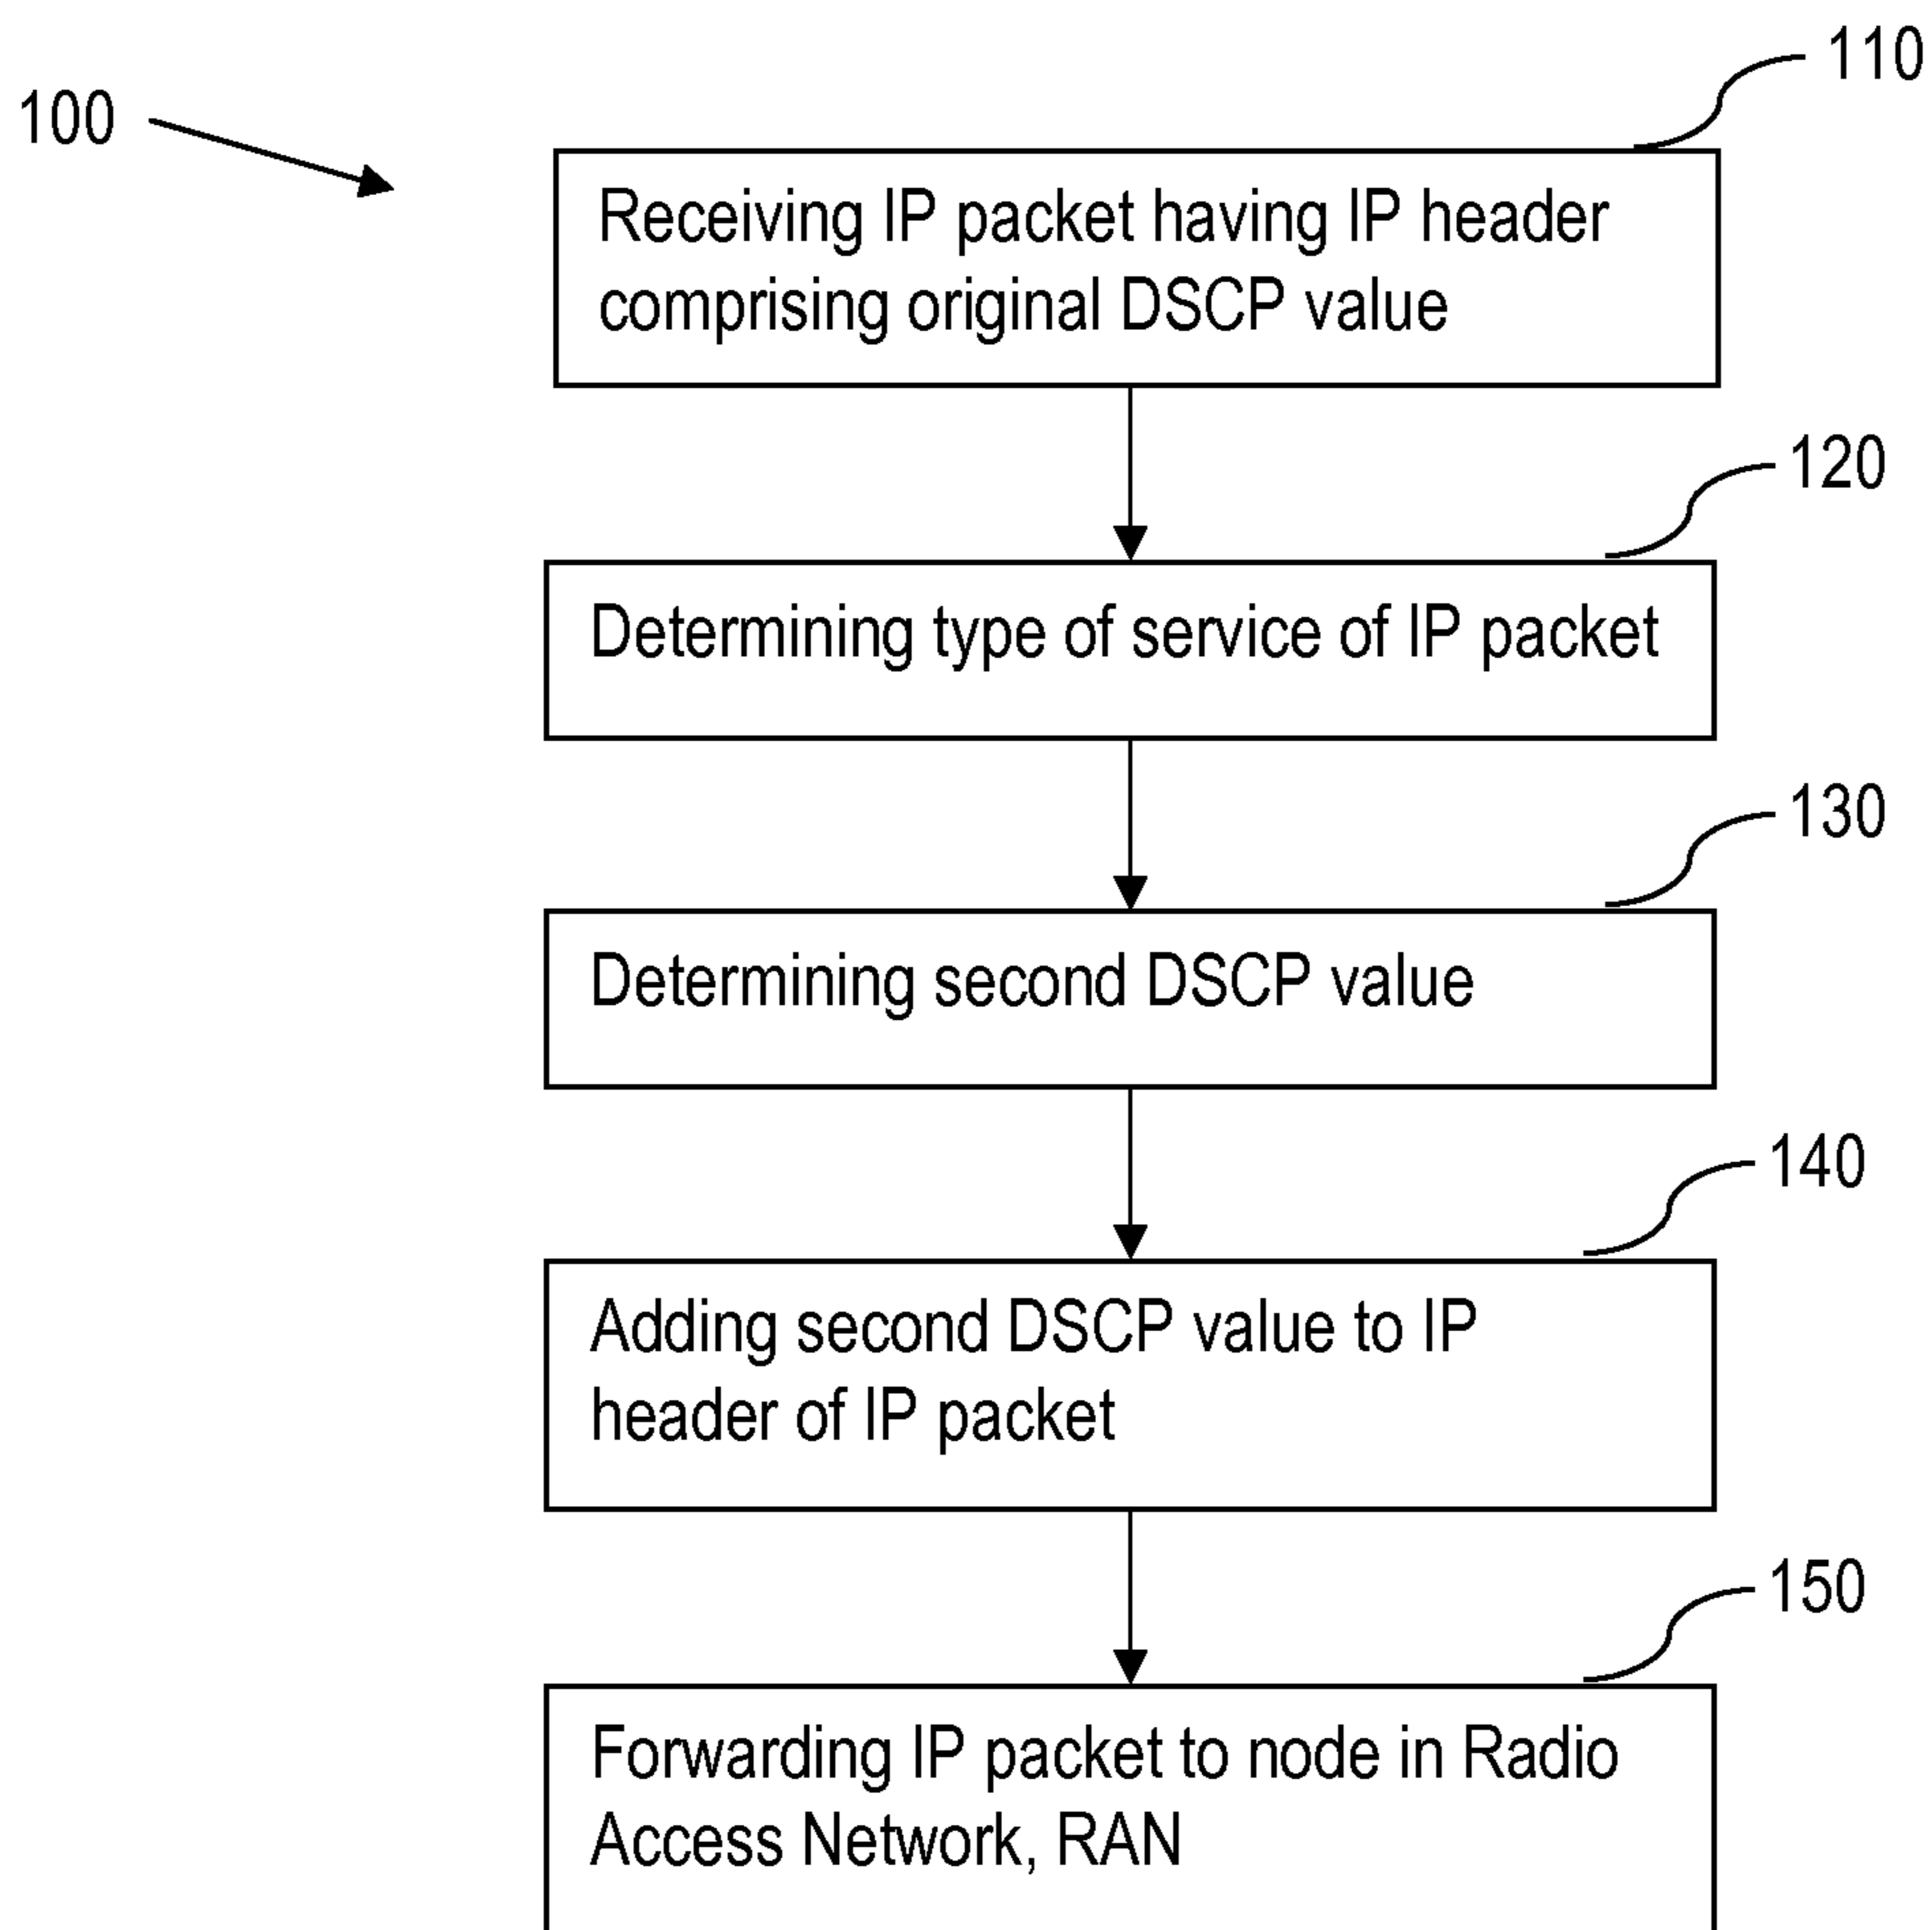 110
100
Receiving IP packet having IP header
comprising original DSCP value
120
Determining type of service of IP packet
130
Determining second DSCP value
140
Adding second DSCP value to IP
header of IP packet
150
Forwarding IP packet to node in Radio
Access Network, RAN